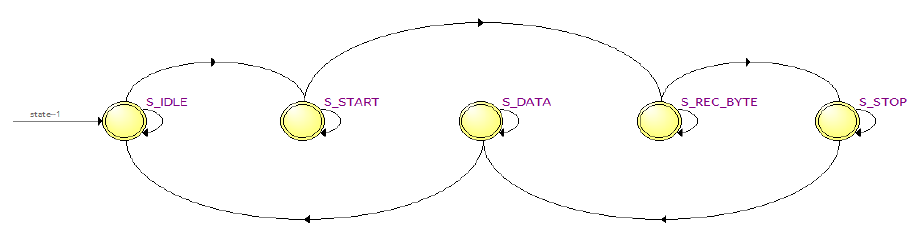 S_IDLE
S_START
S_DATA
S_REC_BYTE
S_STOP
state~1